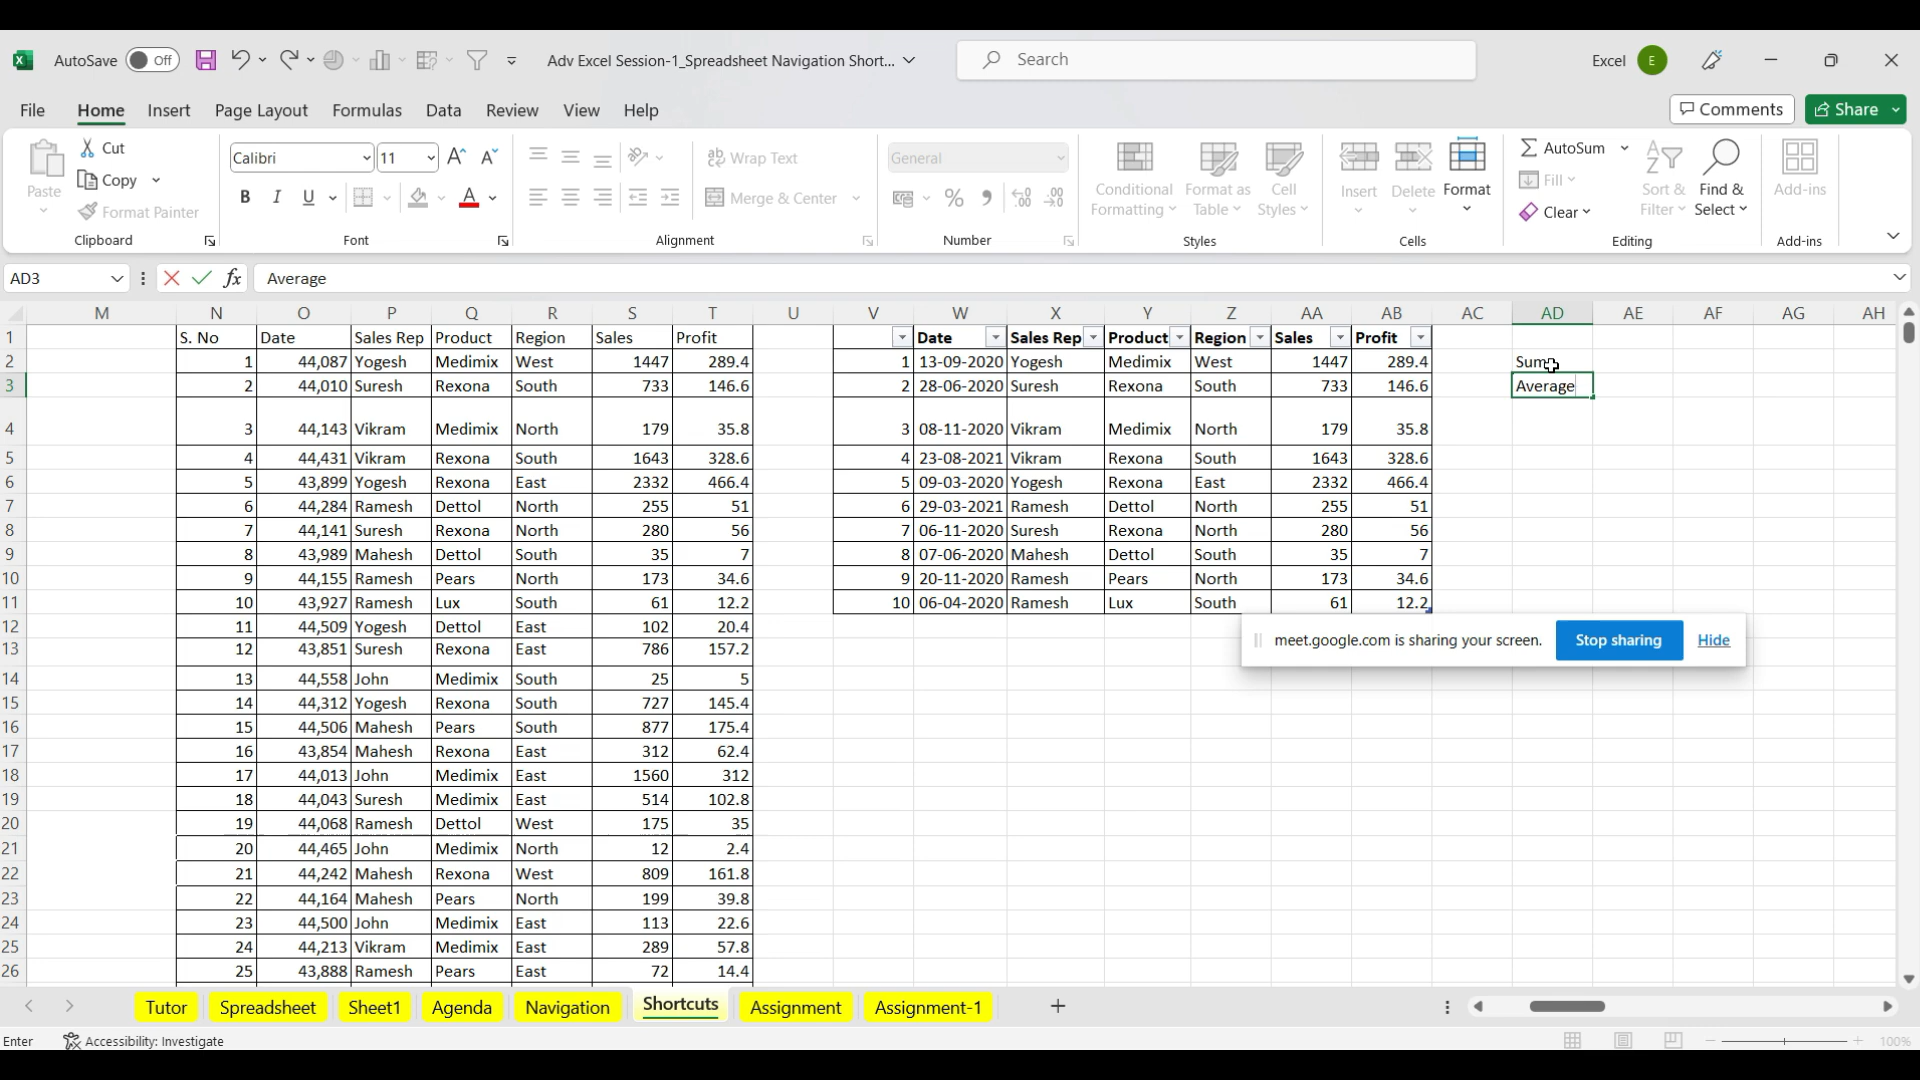 AutoSave Off Adv Excel Session-1_Spreadsheet Navigation Short... Search Excel E
File Home Insert Page Layout Formulas Data Review View Help Comments Share
Paste Cut Copy Format Painter Clipboard
Calibri 11 A A B I U A Font
ab Wrap Text Merge & Center Alignment
General % Number
Conditional Formatting Format as Table Cell Styles Styles
Insert Delete Format Cells
AutoSum Fill Clear Sort & Filter Find & Select Editing
Add-ins Add-ins
AD3 fx Average
M N O P Q R S T U V W X Y Z AA AB AC AD AE AF AG AH
1 S. No Date Sales Rep Product Region Sales Profit Date Sales Rep Product Region Sales Profit
2 1 44,087 Yogesh Medimix West 1447 289.4 1 13-09-2020 Yogesh Medimix West 1447 289.4 Sum
3 2 44,010 Suresh Rexona South 733 146.6 2 28-06-2020 Suresh Rexona South 733 146.6 Average
4 3 44,143 Vikram Medimix North 179 35.8 3 08-11-2020 Vikram Medimix North 179 35.8
5 4 44,431 Vikram Rexona South 1643 328.6 4 23-08-2021 Vikram Rexona South 1643 328.6
6 5 43,899 Yogesh Rexona East 2332 466.4 5 09-03-2020 Yogesh Rexona East 2332 466.4
7 6 44,284 Ramesh Dettol North 255 51 6 29-03-2021 Ramesh Dettol North 255 51
8 7 44,141 Suresh Rexona North 280 56 7 06-11-2020 Suresh Rexona North 280 56
9 8 43,989 Mahesh Dettol South 35 7 8 07-06-2020 Mahesh Dettol South 35 7
10 9 44,155 Ramesh Pears North 173 34.6 9 20-11-2020 Ramesh Pears North 173 34.6
11 10 43,927 Ramesh Lux South 61 12.2 10 06-04-2020 Ramesh Lux South 61 12.2
12 11 44,509 Yogesh Dettol East 102 20.4
13 12 43,851 Suresh Rexona East 786 157.2
meet.google.com is sharing your screen. Stop sharing Hide
14 13 44,558 John Medimix South 25 5
15 14 44,312 Yogesh Rexona South 727 145.4
16 15 44,506 Mahesh Pears South 877 175.4
17 16 43,854 Mahesh Rexona East 312 62.4
18 17 44,013 John Medimix East 1560 312
19 18 44,043 Suresh Medimix East 514 102.8
20 19 44,068 Ramesh Dettol West 175 35
21 20 44,465 John Medimix North 12 2.4
22 21 44,242 Mahesh Rexona West 809 161.8
23 22 44,164 Mahesh Pears North 199 39.8
24 23 44,500 John Medimix East 113 22.6
25 24 44,213 Vikram Medimix East 289 57.8
26 25 43,888 Ramesh Pears East 72 14.4
Tutor Spreadsheet Sheet1 Agenda Navigation Shortcuts Assignment Assignment-1
Enter Accessibility: Investigate 100%